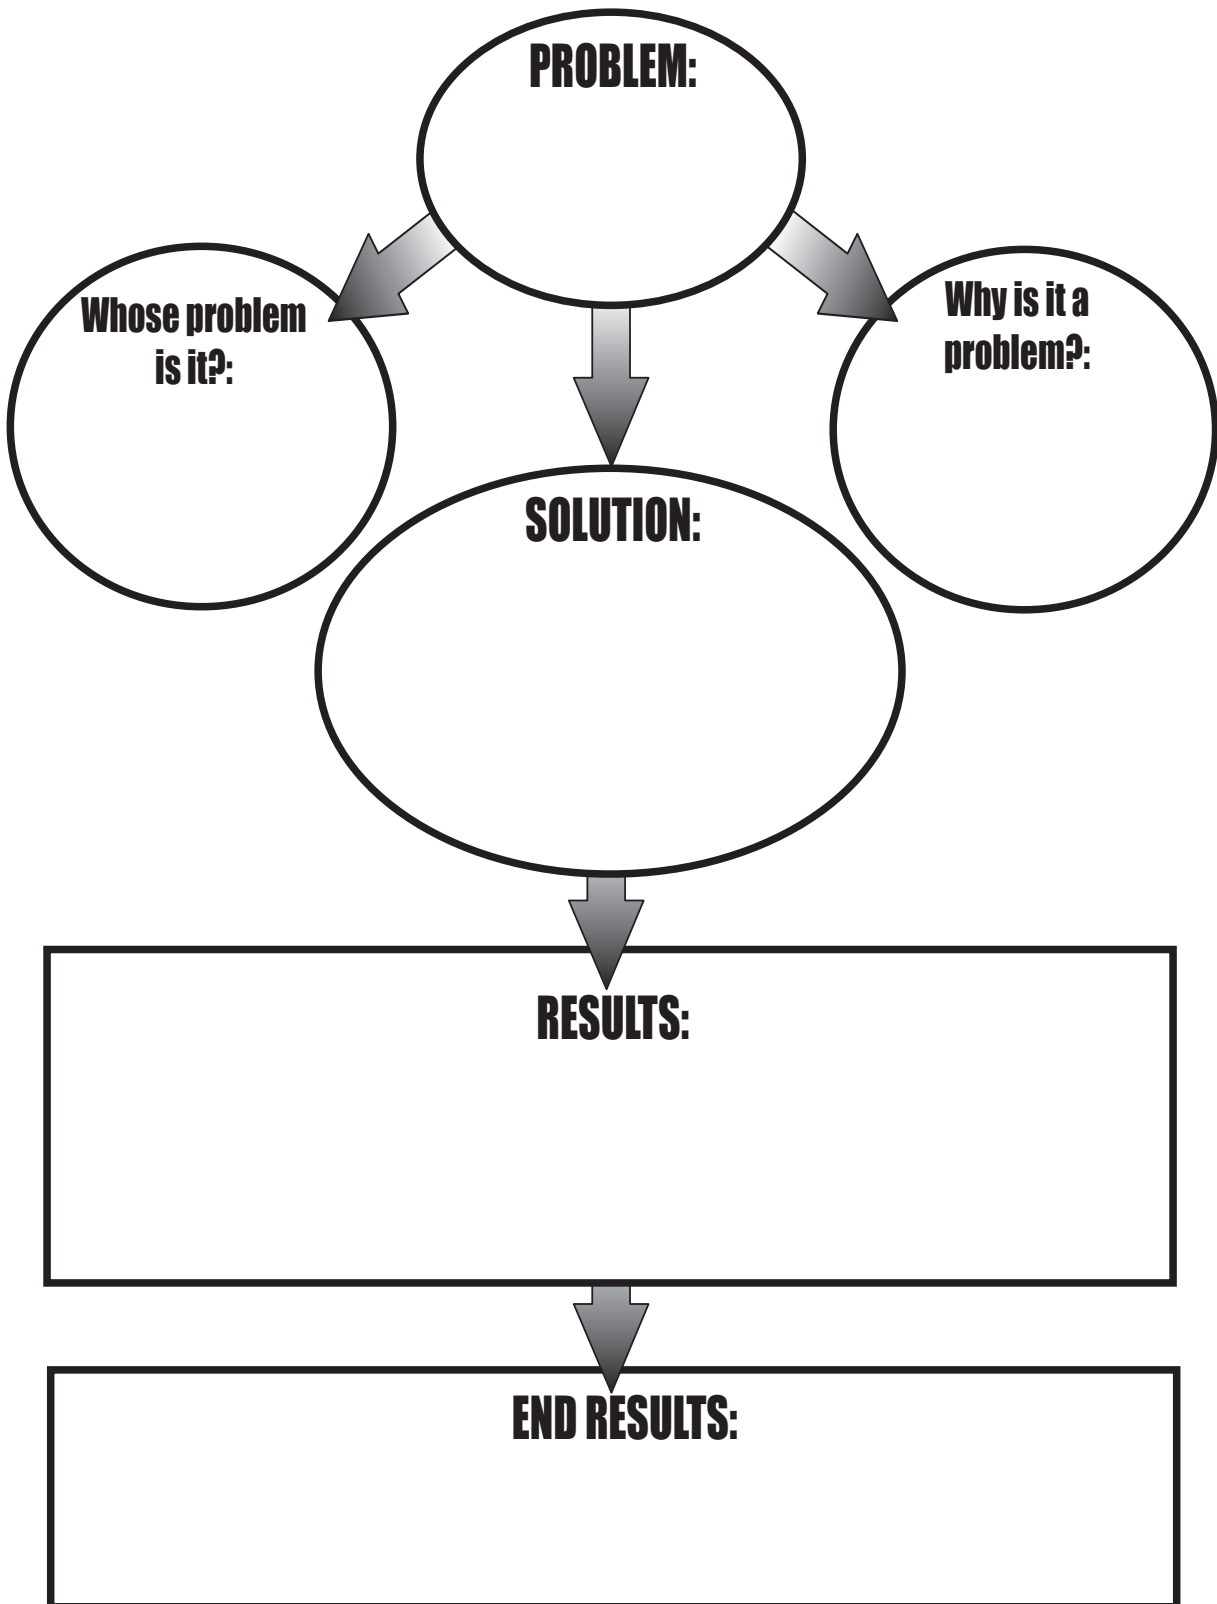 PROBLEM:
Whose problem
is it?:
Why is it a
problem?:
SOLUTION:
RESULTS:
END RESULTS: